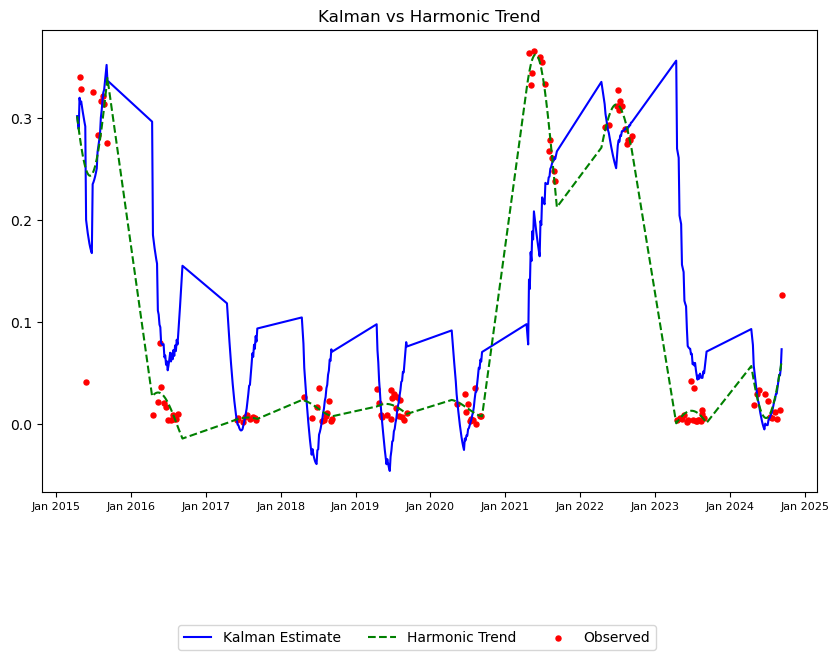 Kalman vs Harmonic Trend
0.3
0.2
0.1
0.0
Jan 2015 Jan 2016 Jan 2017 Jan 2018 Jan 2019 Jan 2020 Jan 2021 Jan 2022 Jan 2023 Jan 2024 Jan 2025
Kalman Estimate Harmonic Trend Observed